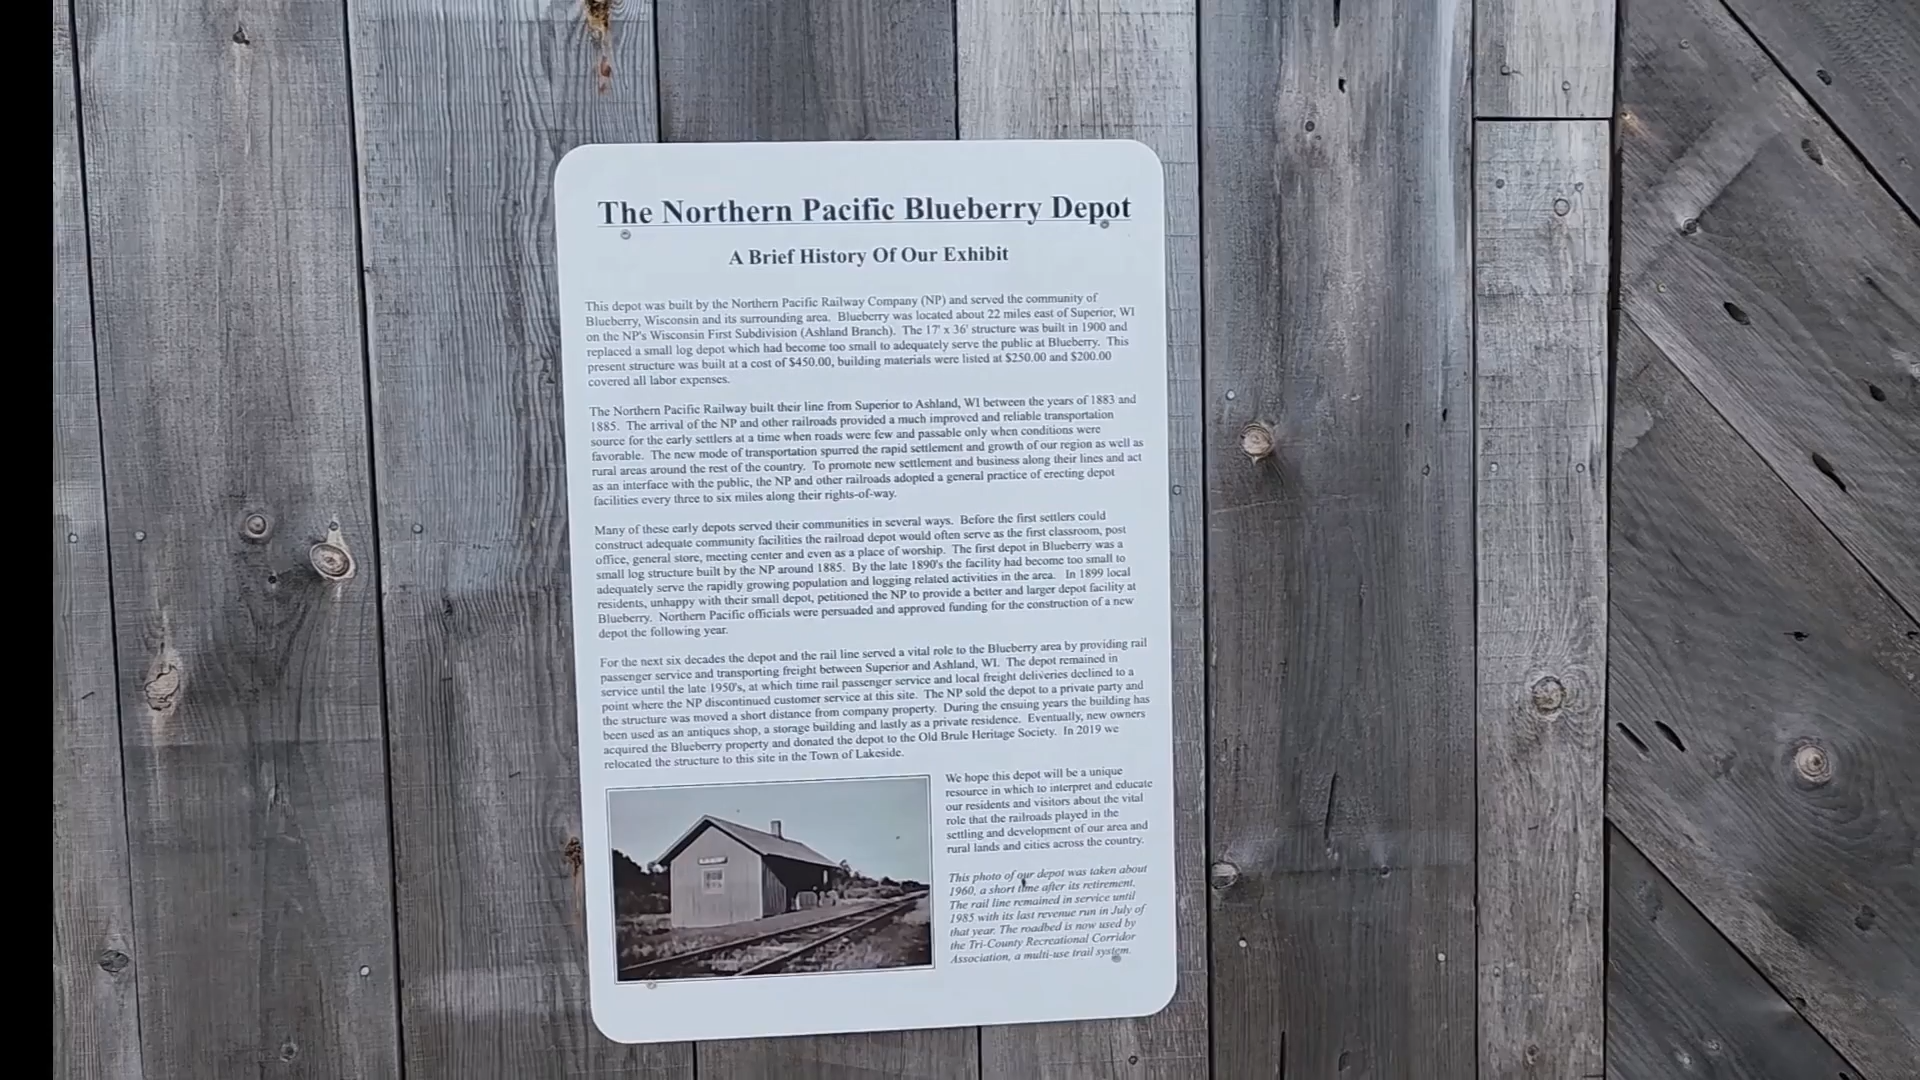 The Northern Pacific Blueberry Depot
A Brief History Of Our Exhibit
This depot was built by the Northern Pacific Railway Company (NP) and served the community of
Blueberry, Wisconsin and its surrounding area. Blueberry was located about 22 miles east of Superior, WI
on the NP's Wisconsin First Subdivision (Ashland Branch). The 17' x 36' structure was built in 1900 and
replaced a small log depot which had become too small to adequately serve the public at Blueberry. This
present structure was built at a cost of $450.00, building materials were listed at $250.00 and $200.00
covered all labor expenses.
The Northern Pacific Railway built their line from Superior to Ashland, WI between the years of 1883 and
1885. The arrival of the NP and other railroads provided a much improved and reliable transportation
source for the early settlers at a time when roads were few and passable only when conditions were
favorable. The new mode of transportation spurred the rapid settlement and growth of our region as well as
rural areas around the rest of the country. To promote new settlement and business along their lines and act
as an interface with the public, the NP and other railroads adopted a general practice of erecting depot
facilities every three to six miles along their rights-of-way.
Many of these early depots served their communities in several ways. Before the first settlers could
construct adequate community facilities the railroad depot would often serve as the first classroom, post
office, general store, meeting center and even as a place of worship. The first depot in Blueberry was a
small log structure built by the NP around 1885. By the late 1890's the facility had become too small to
adequately serve the rapidly growing population and logging related activities in the area. In 1899 local
residents, unhappy with their small depot, petitioned the NP to provide a better and larger depot facility at
Blueberry. Northern Pacific officials were persuaded and approved funding for the construction of a new
depot the following year.
For the next six decades the depot and the rail line served a vital role to the Blueberry area by providing rail
passenger service and transporting freight between Superior and Ashland, WI. The depot remained in
service until the late 1950's, at which time rail passenger service and local freight deliveries declined to a
point where the NP discontinued customer service at this site. The NP sold the depot to a private party and
the structure was moved a short distance from company property. During the ensuing years the building has
been used as an antiques shop, a storage building and lastly as a private residence. Eventually, new owners
acquired the Blueberry property and donated the depot to the Old Brule Heritage Society. In 2019 we
relocated the structure to this site in the Town of Lakeside.
We hope this depot will be a unique
resource in which to interpret and educate
our residents and visitors about the vital
role that the railroads played in the
settling and development of our area and
rural lands and cities across the country.
This photo of our depot was taken about
1960, a short time after its retirement.
The rail line remained in service until
1985 with its last revenue run in July of
that year. The roadbed is now used by
the Tri-County Recreational Corridor
Association, a multi-use trail system.